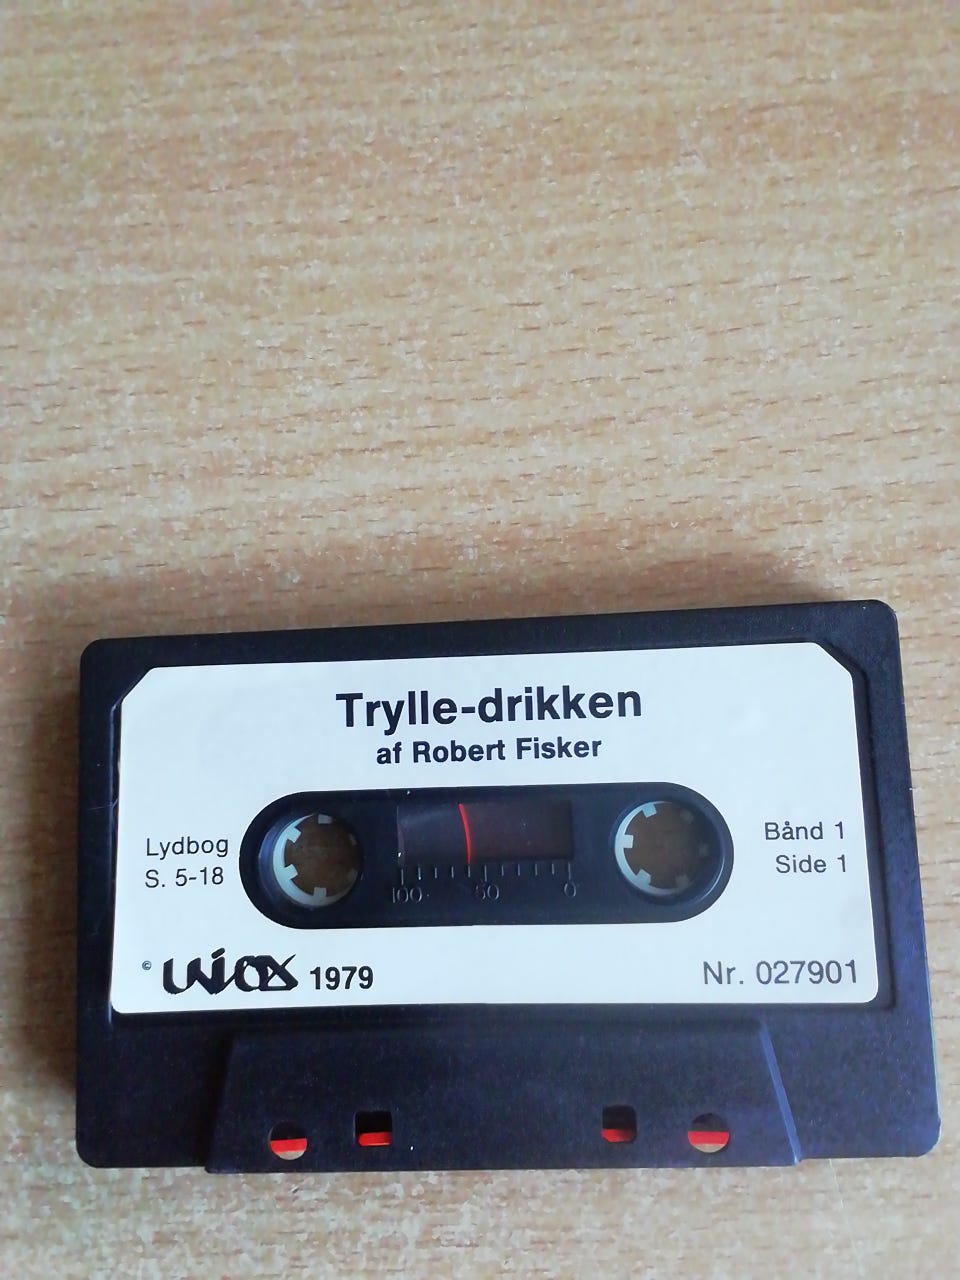 Trylle-drikken
af Robert Fisker
Lydbog
S. 5-18
Bånd 1
Side 1
100 50 0
© 1979
Nr. 027901